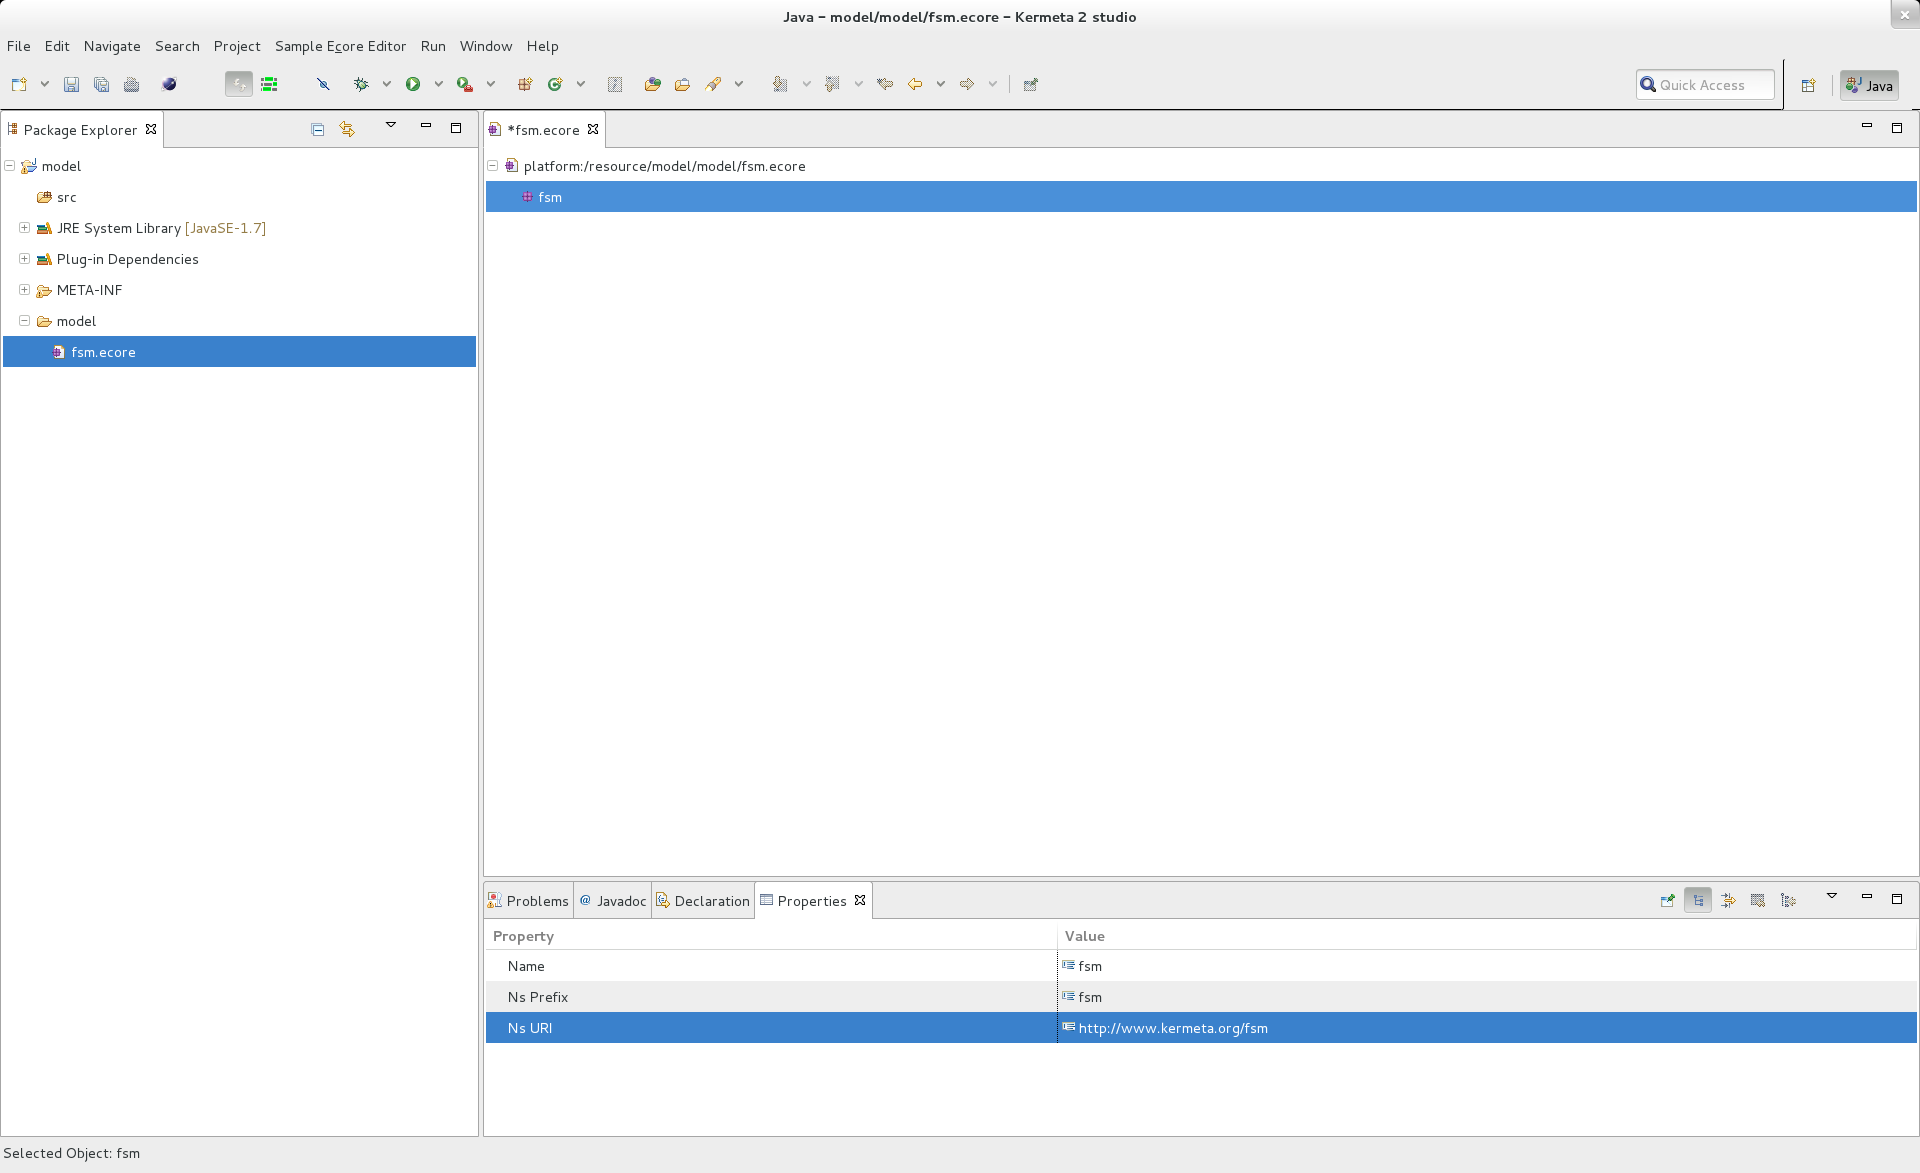 Java - model/model/fsm.ecore - Kermeta 2 studio
File Edit Navigate Search Project Sample Ecore Editor Run Window Help
Quick Access
Java
Package Explorer
model
src
JRE System Library [JavaSE-1.7]
Plug-in Dependencies
META-INF
model
fsm.ecore
*fsm.ecore
platform:/resource/model/model/fsm.ecore
fsm
Problems @ Javadoc Declaration Properties
Property Value
Name fsm
Ns Prefix fsm
Ns URI http://www.kermeta.org/fsm
Selected Object: fsm